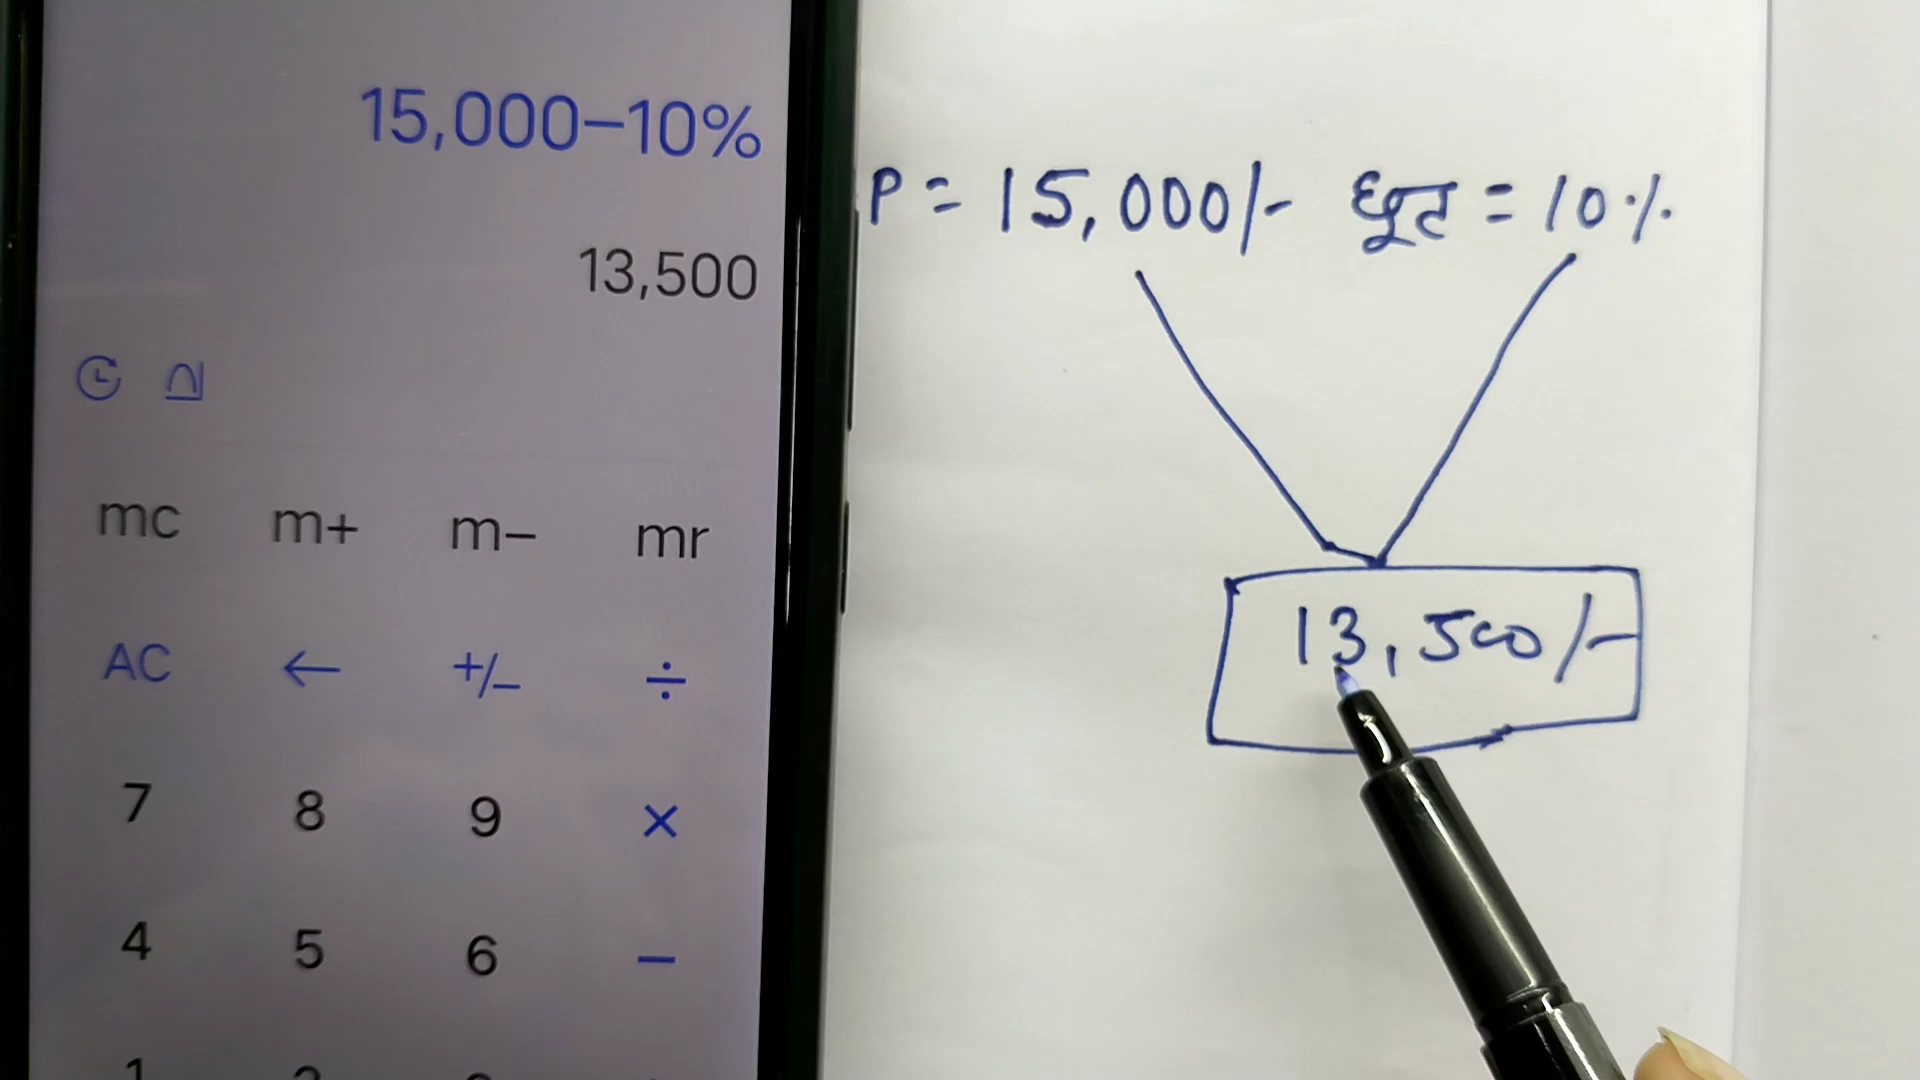 15,000−10%
13,500
mc m+ m− mr
AC ← +/− ÷
7 8 9 ×
4 5 6 −
1
P = 15,000/- छूट = 10%
13,500/-